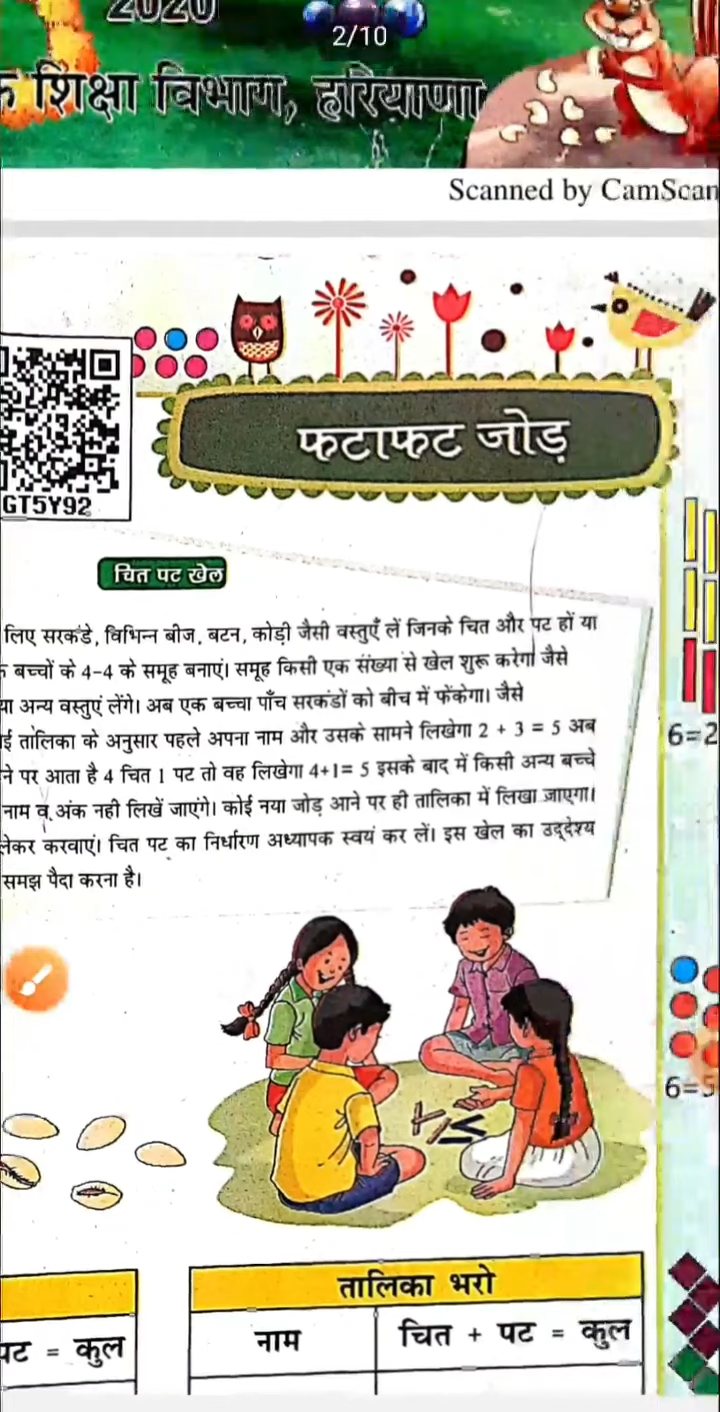 2020
2/10
शिक्षा विभाग, हरियाणा
Scanned by CamScan
GT5Y92
फटाफट जोड़
चित पट खेल
लिए सरकंडे, विभिन्न बीज, बटन, कोड़ी जैसी वस्तुएँ लें जिनके चित और पट हों या
बच्चों के 4-4 के समूह बनाएं। समूह किसी एक संख्या से खेल शुरू करेगा जैसे
या अन्य वस्तुएं लेंगे। अब एक बच्चा पाँच सरकंडों को बीच में फेंकेगा। जैसे
ई तालिका के अनुसार पहले अपना नाम और उसके सामने लिखेगा 2 + 3 = 5 अब
ने पर आता है 4 चित 1 पट तो वह लिखेगा 4+1= 5 इसके बाद में किसी अन्य बच्चे
नाम व अंक नही लिखें जाएंगे। कोई नया जोड़ आने पर ही तालिका में लिखा जाएगा।
लेकर करवाएं। चित पट का निर्धारण अध्यापक स्वयं कर लें। इस खेल का उद्देश्य
समझ पैदा करना है।
6=2
6=5
पट = कुल
तालिका भरो
नाम
चित + पट = कुल